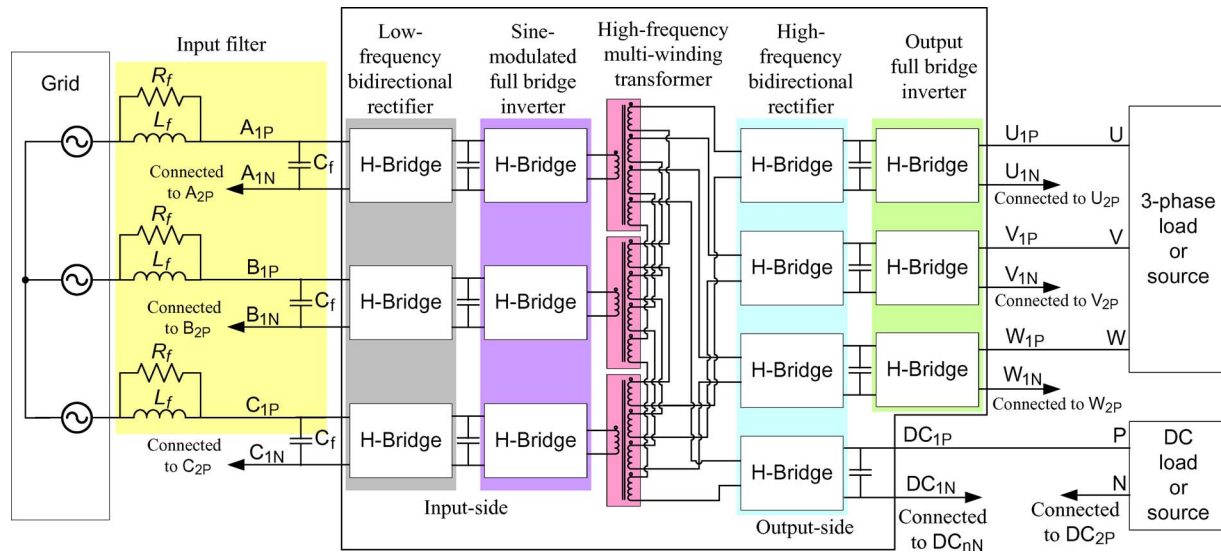 Grid
Input filter
Low-
frequency
bidirectional
rectifier
Sine-
modulated
full bridge
inverter
High-frequency
multi-winding
transformer
High-
frequency
bidirectional
rectifier
Output
full bridge
inverter
Rf
Lf
A1P
Cf
A1N
Connected
to A2P
H-Bridge
H-Bridge
H-Bridge
H-Bridge
U1P
U
U1N
Connected to U2P
Rf
Lf
B1P
Cf
B1N
Connected
to B2P
H-Bridge
H-Bridge
H-Bridge
H-Bridge
V1P
V
V1N
Connected to V2P
3-phase
load
or
source
Rf
Lf
C1P
Cf
C1N
Connected
to C2P
H-Bridge
H-Bridge
H-Bridge
H-Bridge
W1P
W
W1N
Connected to W2P
H-Bridge
DC1P
P
DC1N
N
Connected
to DCnN
Connected
to DC2P
DC
load
or
source
Input-side
Output-side